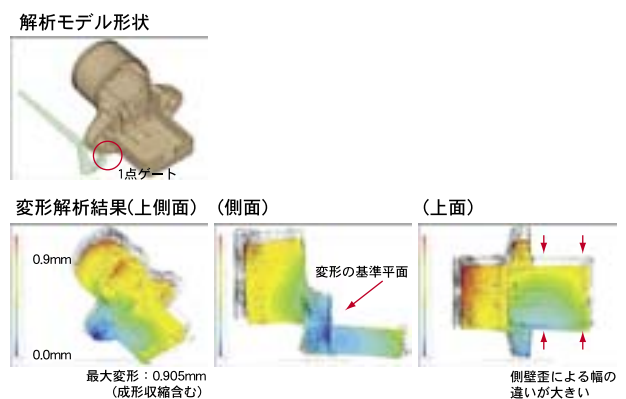 解析モデル形状
1点ゲート
変形解析結果(上側面)
(側面)
(上面)
0.9mm
0.0mm
変形の基準平面
最大変形：0.905mm
(成形収縮含む)
側壁歪による幅の
違いが大きい